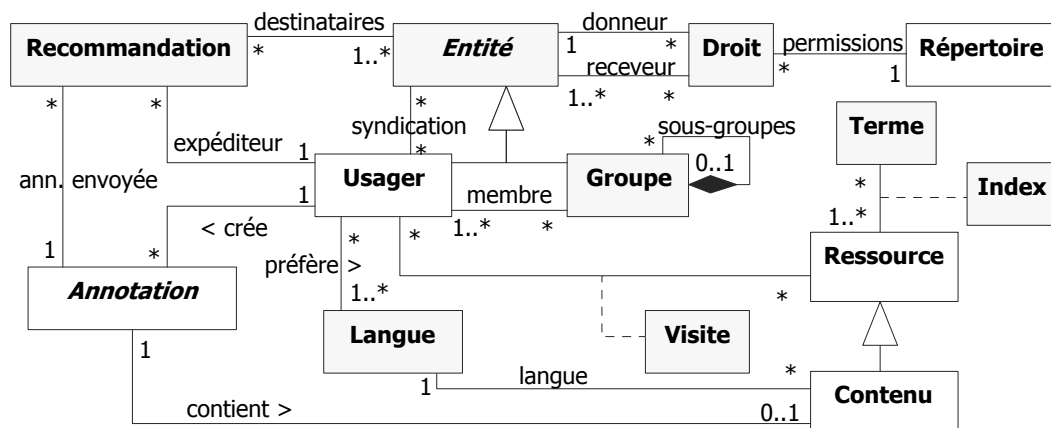 destinataires
donneur
Recommandation * 1..* Entité 1 * Droit permissions Répertoire
* 1
receveur
1..* *
* * * Terme
syndication sous-groupes
expéditeur 1 * * 0..1
ann. envoyée Usager membre Groupe * Index
1 1..* * 1..*
< crée * * Ressource
1 * préfère > *
Annotation 1..*
1 Langue Visite
1 langue *
contient > 0..1 Contenu